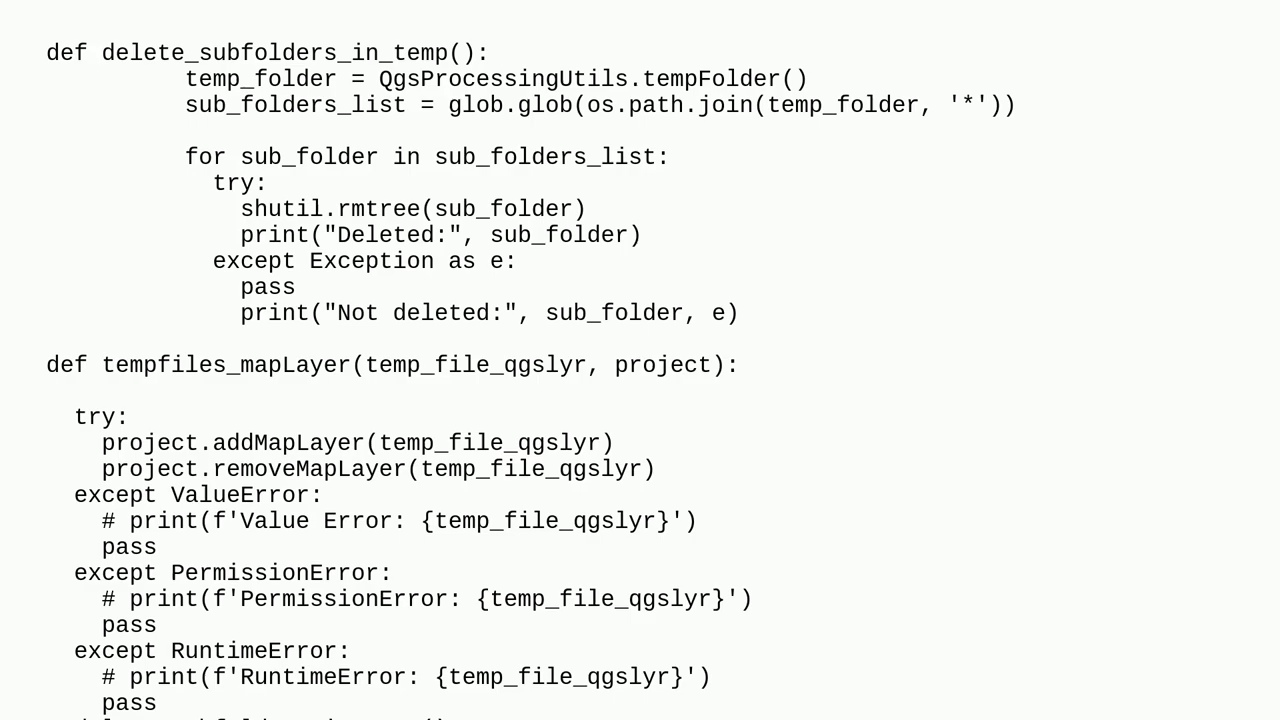 def delete_subfolders_in_temp():
          temp_folder = QgsProcessingUtils.tempFolder()
          sub_folders_list = glob.glob(os.path.join(temp_folder, '*'))

          for sub_folder in sub_folders_list:
            try:
              shutil.rmtree(sub_folder)
              print("Deleted:", sub_folder)
            except Exception as e:
              pass
              print("Not deleted:", sub_folder, e)

def tempfiles_mapLayer(temp_file_qgslyr, project):

  try:
    project.addMapLayer(temp_file_qgslyr)
    project.removeMapLayer(temp_file_qgslyr)
  except ValueError:
    # print(f'Value Error: {temp_file_qgslyr}')
    pass
  except PermissionError:
    # print(f'PermissionError: {temp_file_qgslyr}')
    pass
  except RuntimeError:
    # print(f'RuntimeError: {temp_file_qgslyr}')
    pass